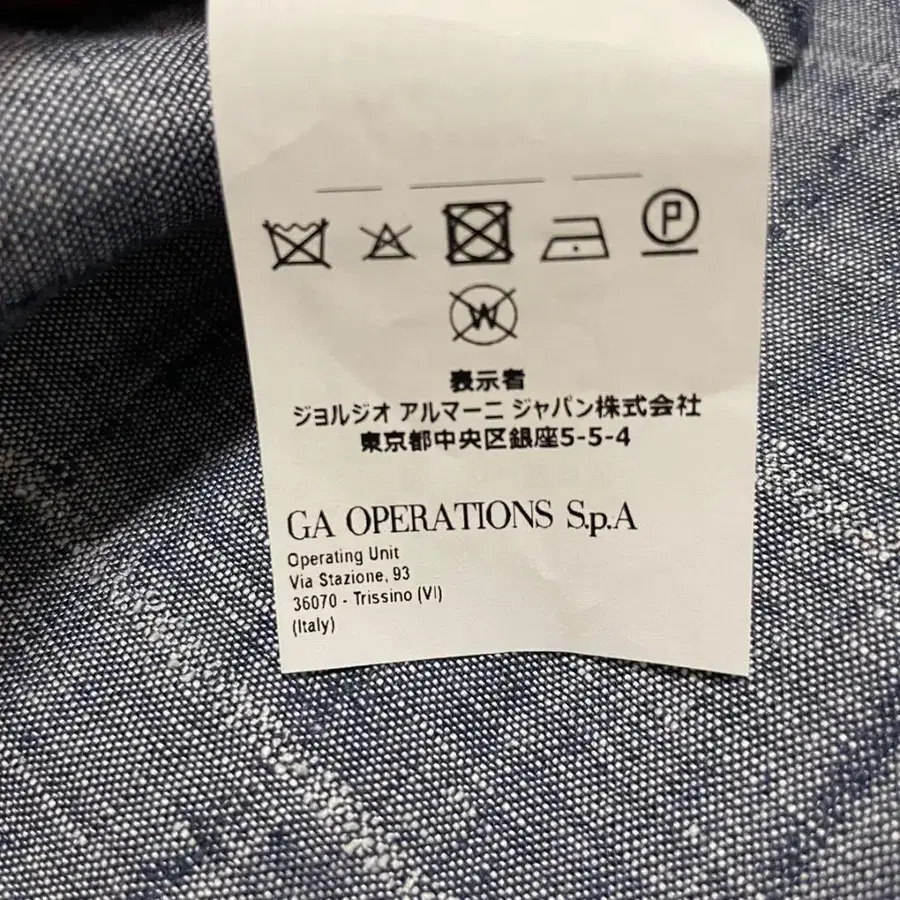 P
W
表示者
ジョルジオ アルマーニ ジャパン株式会社
東京都中央区銀座5-5-4
GA OPERATIONS S.p.A
Operating Unit
Via Stazione, 93
36070 - Trissino (VI)
(Italy)